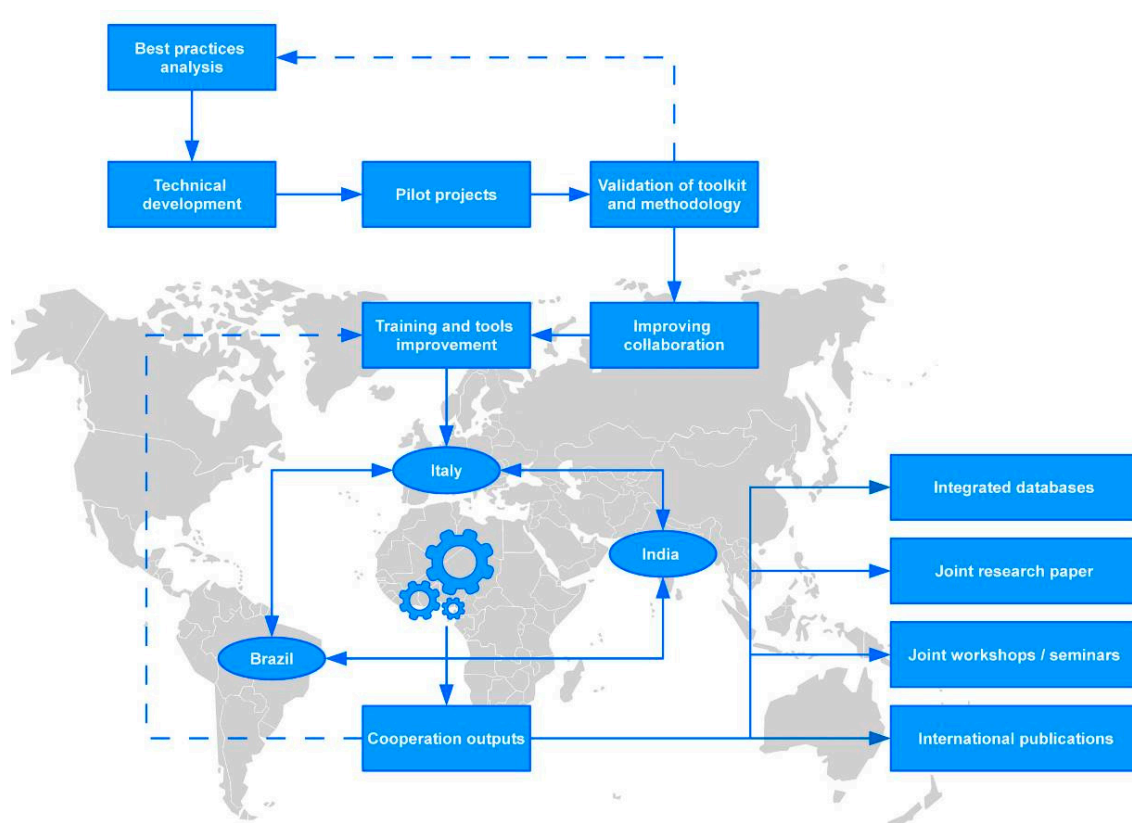 Best practices
analysis
Technical
development
Pilot projects
Validation of toolkit
and methodology
Training and tools
improvement
Improving
collaboration
Italy
Integrated databases
India
Joint research paper
Brazil
Joint workshops / seminars
Cooperation outputs
International publications